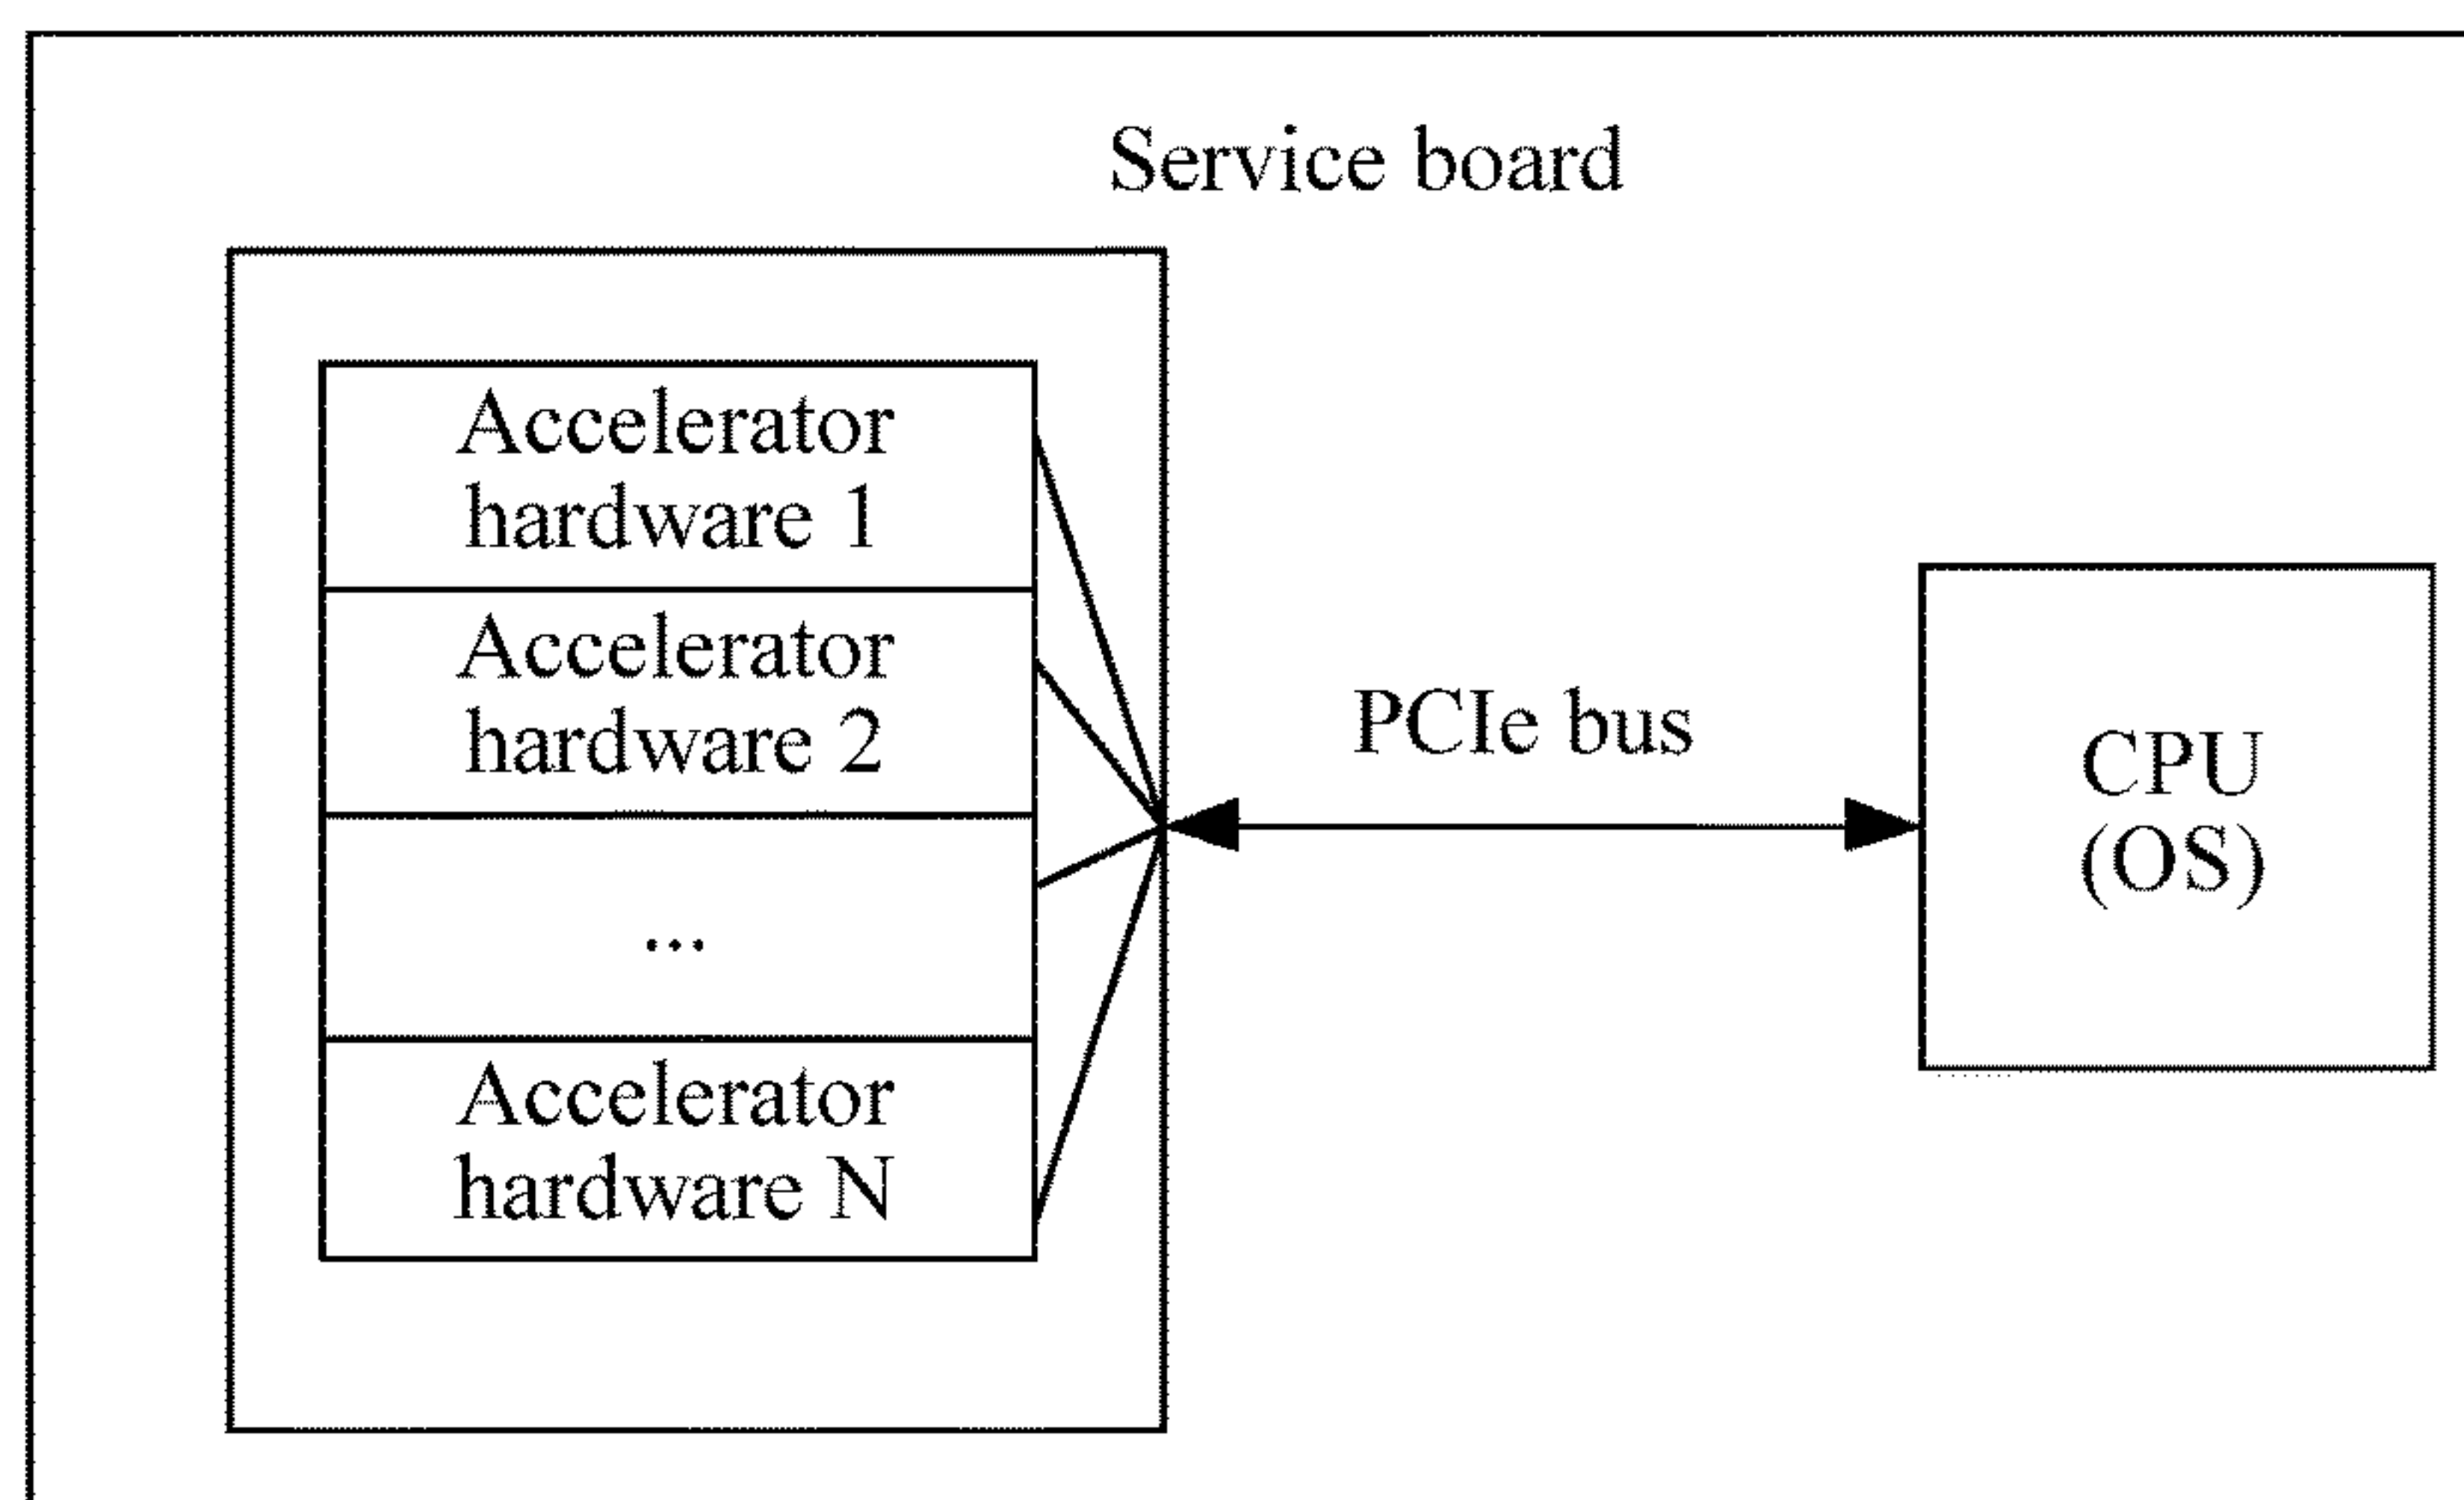 Service board
Accelerator
hardware 1
Accelerator
hardware 2
...
Accelerator
hardware N
PCIe bus
CPU
(OS)